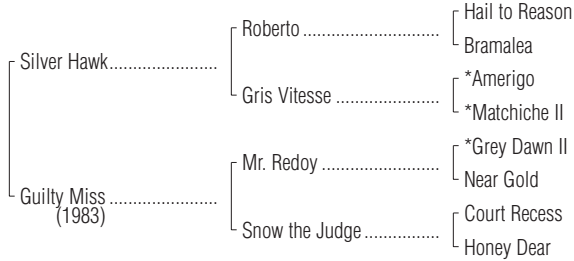 Hail to Reason
Roberto
Bramalea
Silver Hawk
*Amerigo
Gris Vitesse
*Matchiche II
*Grey Dawn II
Mr. Redoy
Near Gold
Guilty Miss
(1983)
Court Recess
Snow the Judge
Honey Dear